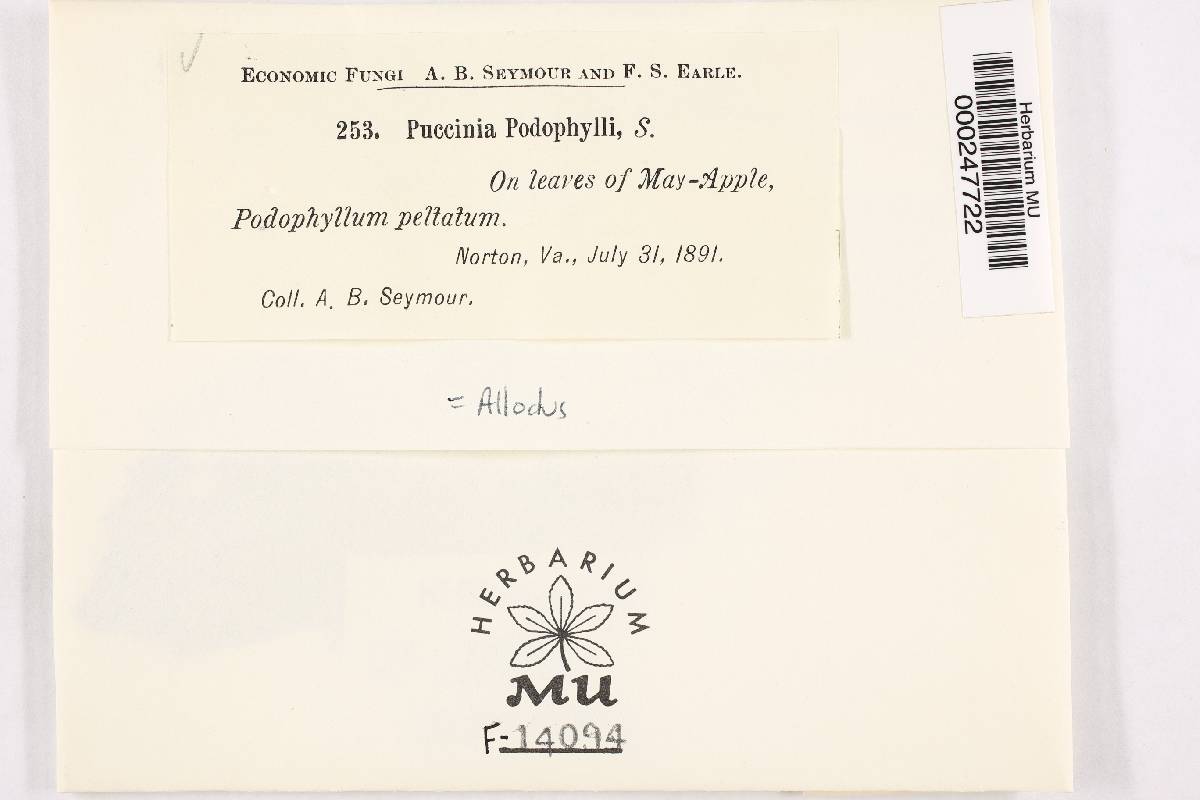 ECONOMIC FUNGI A. B. SEYMOUR AND F. S. EARLE.
253. Puccinia Podophylli, S.
On leaves of May-Apple,
Podophyllum peltatum.
Norton, Va., July 31, 1891.
Coll. A. B. Seymour.
= Allodus
Herbarium MU
000247722
HERBARIUM
MU
F-14094